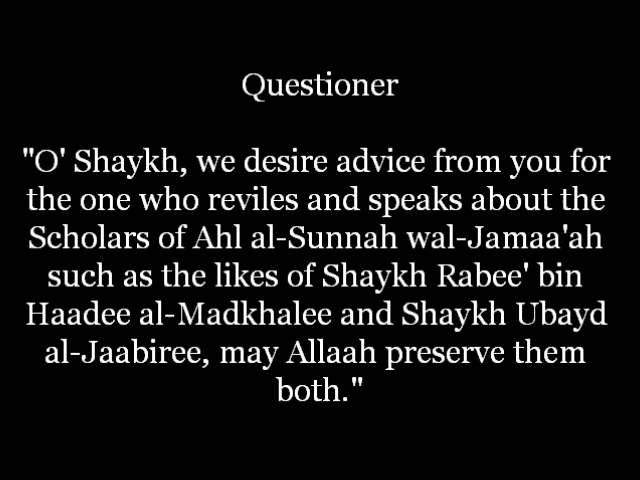 Questioner
"O' Shaykh, we desire advice from you for
the one who reviles and speaks about the
Scholars of Ahl al-Sunnah wal-Jamaa'ah
such as the likes of Shaykh Rabee' bin
Haadee al-Madkhalee and Shaykh Ubayd
al-Jaabiree, may Allaah preserve them
both."